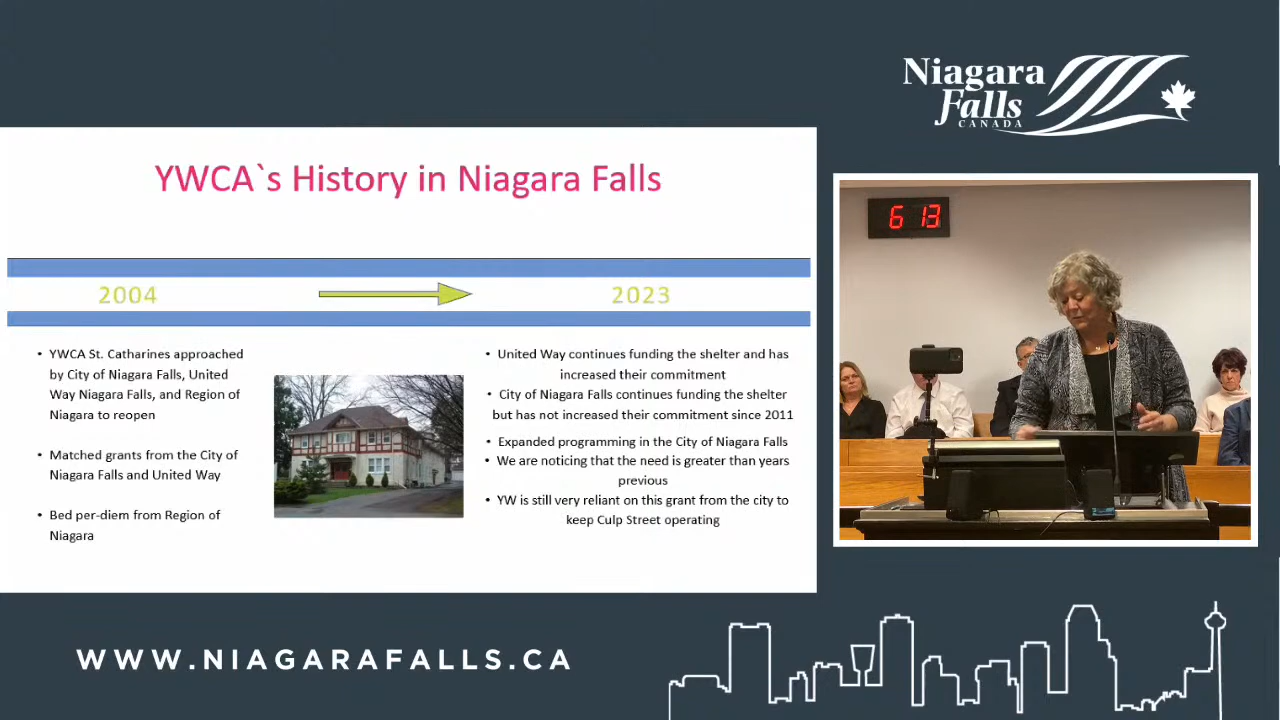 Niagara
Falls
CANADA
YWCA`s History in Niagara Falls
6 13
2004
2023
• YWCA St. Catharines approached
by City of Niagara Falls, United
Way Niagara Falls, and Region of
Niagara to reopen
• Matched grants from the City of
Niagara Falls and United Way
• Bed per-diem from Region of
Niagara
• United Way continues funding the shelter and has
increased their commitment
• City of Niagara Falls continues funding the shelter
but has not increased their commitment since 2011
• Expanded programming in the City of Niagara Falls
• We are noticing that the need is greater than years
previous
• YW is still very reliant on this grant from the city to
keep Culp Street operating
WWW.NIAGARAFALLS.CA